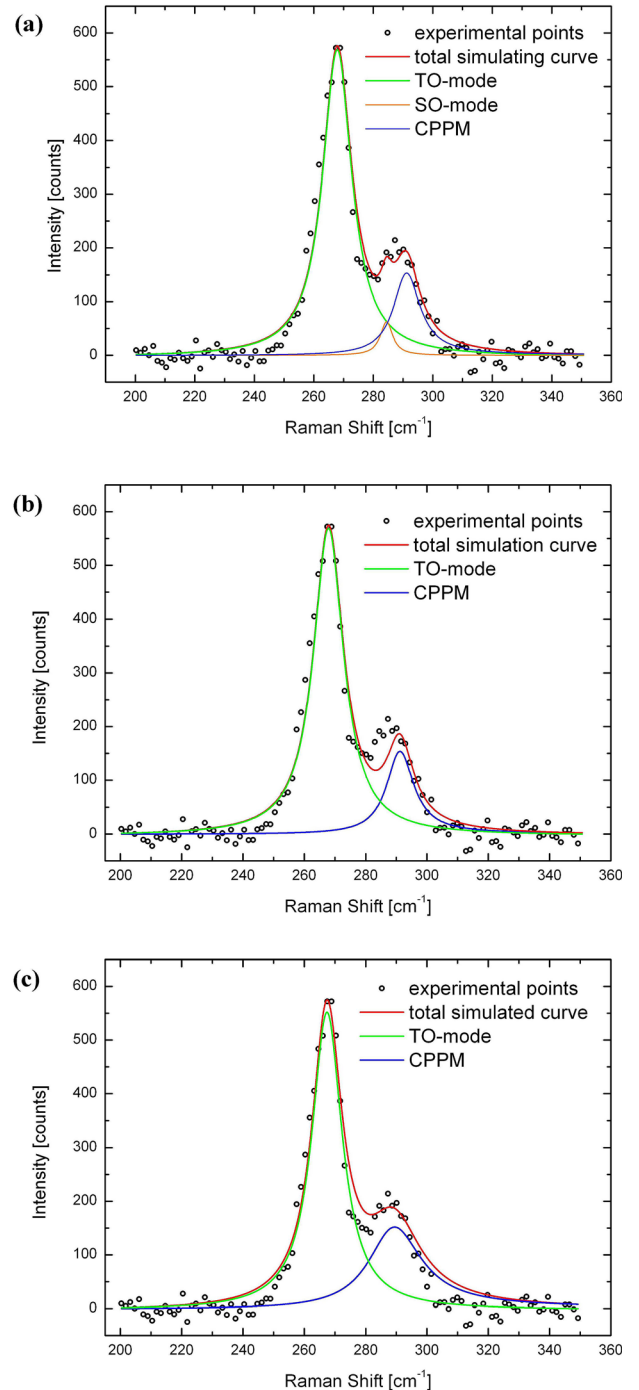 (a)
experimental points
total simulating curve
TO-mode
SO-mode
CPPM
600
500
400
300
200
100
0
Intensity [counts]
200 220 240 260 280 300 320 340 360
Raman Shift [cm⁻¹]
(b)
experimental points
total simulation curve
TO-mode
CPPM
600
500
400
300
200
100
0
Intensity [counts]
200 220 240 260 280 300 320 340 360
Raman Shift [cm⁻¹]
(c)
experimental points
total simulated curve
TO-mode
CPPM
600
500
400
300
200
100
0
Intensity [counts]
200 220 240 260 280 300 320 340 360
Raman Shift [cm⁻¹]